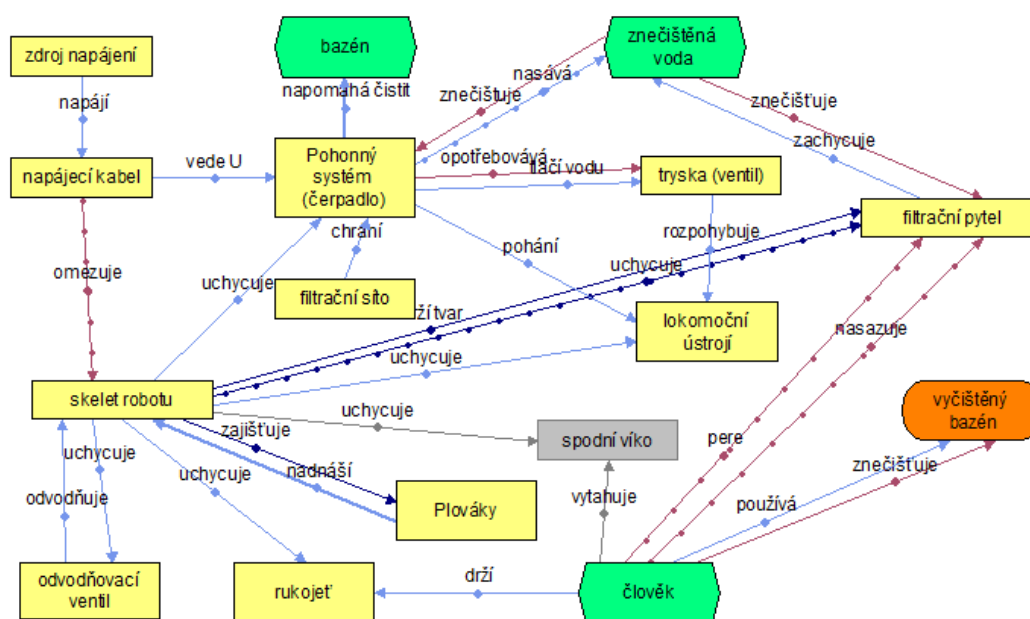 bazén
znečištěná
voda
zdroj napájení
nasává
napájí
napomáhá čistit
znečišťuje
znečišťuje
zachycuje
Pohonný
systém
(čerpadlo)
opotřebovává
vede U
tlačí vodu
napájecí kabel
tryska (ventil)
filtrační pytel
chrání
pohání
rozpohybuje
omezuje
uchycuje
uchycuje
filtrační síto
rží tvar
nasazuje
lokomoční
ústrojí
uchycuje
skelet robotu
uchycuje
vyčištěný
bazén
zajišťuje
spodní víko
uchycuje
uchycuje
pere
znečišťuje
nadnáší
odvodňuje
vytahuje
používá
Plováky
odvodňovací
ventil
rukojeť
drží
člověk